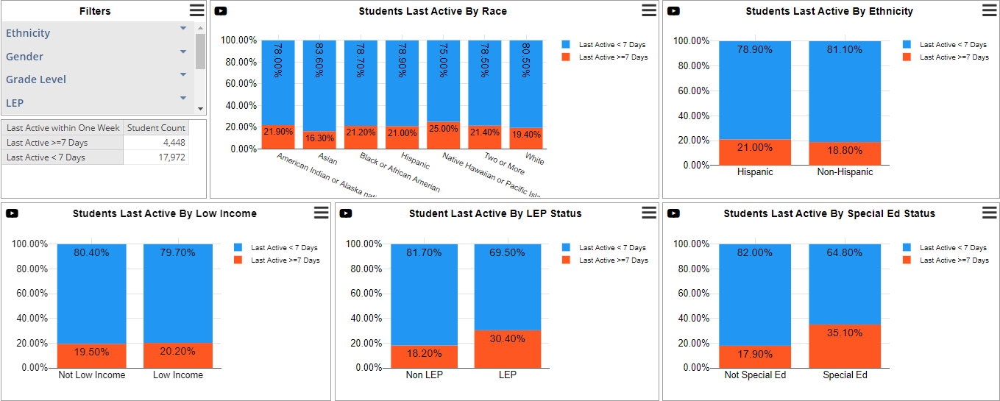 Filters
Ethnicity
Gender
Grade Level
LEP
Last Active within One Week Student Count
Last Active >=7 Days 4,448
Last Active < 7 Days 17,972
Students Last Active By Race
100.00%
80.00%
60.00%
40.00%
20.00%
0.00%
78.00% 83.60% 78.70% 78.90% 75.00% 78.50% 80.50%
21.90% 16.30% 21.20% 21.00% 25.00% 21.40% 19.40%
American Indian or Alaska nati
Asian
Black or African Amerian
Hispanic
Native Hawaiian or Pacific Isla
Two or More
White
Last Active < 7 Days
Last Active >=7 Days
Students Last Active By Ethnicity
100.00%
80.00%
60.00%
40.00%
20.00%
0.00%
78.90% 81.10%
21.00% 18.80%
Hispanic Non-Hispanic
Last Active < 7 Days
Last Active >=7 Days
Students Last Active By Low Income
100.00%
80.00%
60.00%
40.00%
20.00%
0.00%
80.40% 79.70%
19.50% 20.20%
Not Low Income Low Income
Last Active < 7 Days
Last Active >=7 Days
Student Last Active By LEP Status
100.00%
80.00%
60.00%
40.00%
20.00%
0.00%
81.70% 69.50%
18.20% 30.40%
Non LEP LEP
Last Active < 7 Days
Last Active >=7 Days
Students Last Active By Special Ed Status
100.00%
80.00%
60.00%
40.00%
20.00%
0.00%
82.00% 64.80%
17.90% 35.10%
Not Special Ed Special Ed
Last Active < 7 Days
Last Active >=7 Days